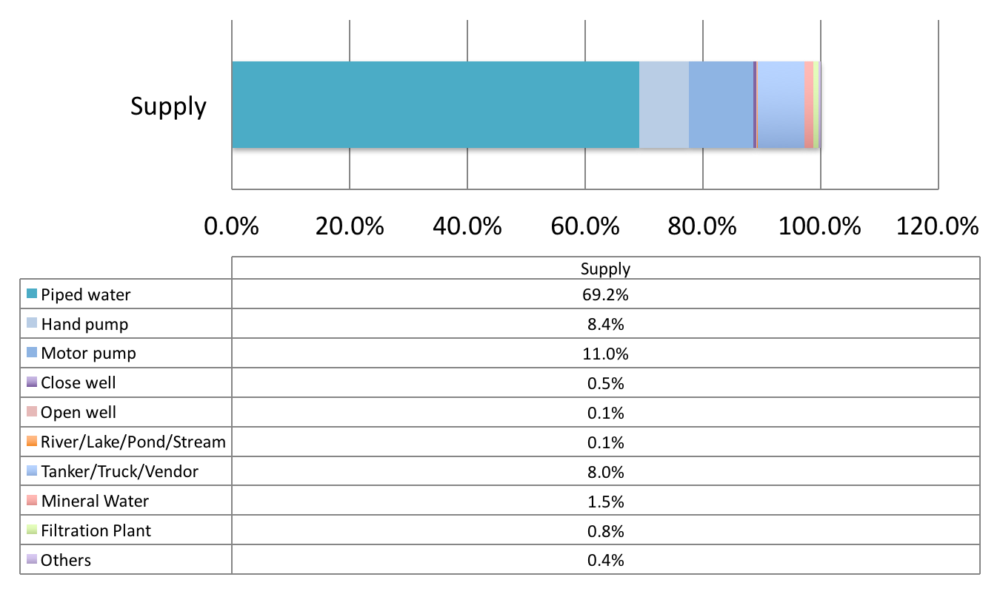 Supply
0.0% 20.0% 40.0% 60.0% 80.0% 100.0% 120.0%
Supply
Piped water 69.2%
Hand pump 8.4%
Motor pump 11.0%
Close well 0.5%
Open well 0.1%
River/Lake/Pond/Stream 0.1%
Tanker/Truck/Vendor 8.0%
Mineral Water 1.5%
Filtration Plant 0.8%
Others 0.4%